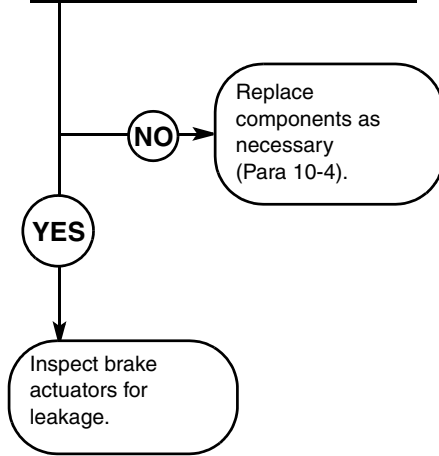 NO
Replace
components as
necessary
(Para 10-4).
YES
Inspect brake
actuators for
leakage.